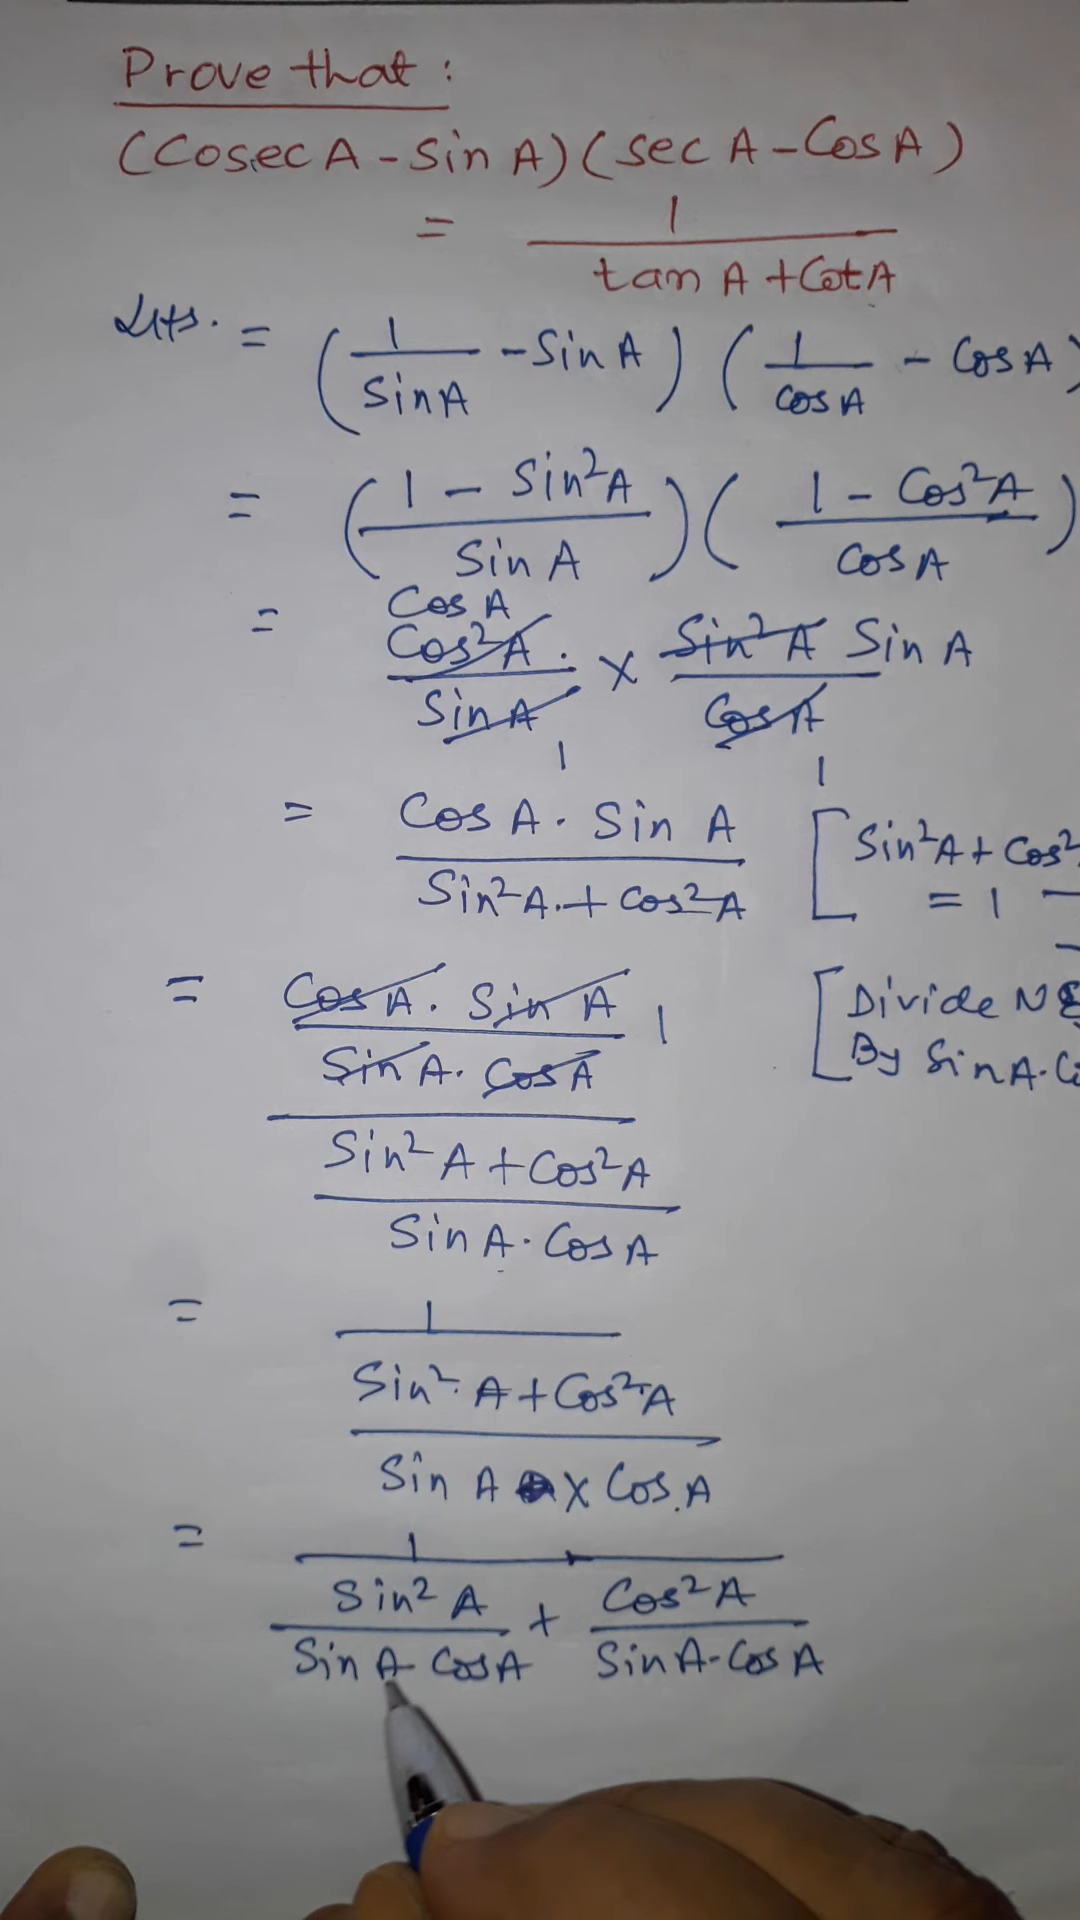 Prove that :
(Cosec A - Sin A) (Sec A - Cos A)
= 1 / (tan A + Cot A)
LHS. = (1/Sin A - Sin A) (1/Cos A - Cos A)
= ((1 - Sin²A)/Sin A) ((1 - Cos²A)/Cos A)
Cos A
= Cos²A/Sin A × Sin²A/Cos A Sin A
1 1
= Cos A. Sin A / (Sin²A + Cos²A) [Sin²A + Cos²
= 1
= (Cos A. Sin A / Sin A. Cos A) 1 / ((Sin²A + Cos²A) / Sin A. Cos A) [Divide N
By Sin A.
= 1 / ((Sin²A + Cos²A) / Sin A × Cos A)
= 1 / (Sin²A / Sin A Cos A + Cos²A / Sin A. Cos A)